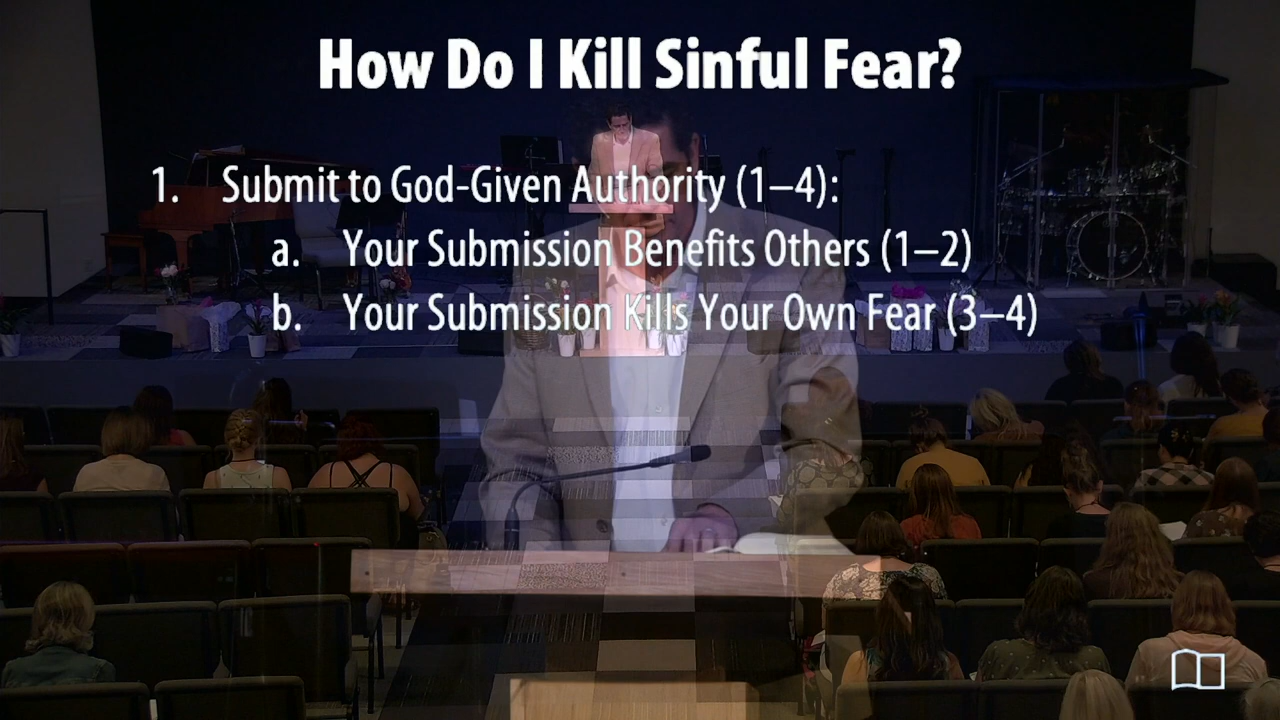 How Do I Kill Sinful Fear?
1. Submit to God-Given Authority (1–4):
a. Your Submission Benefits Others (1–2)
b. Your Submission Kills Your Own Fear (3–4)